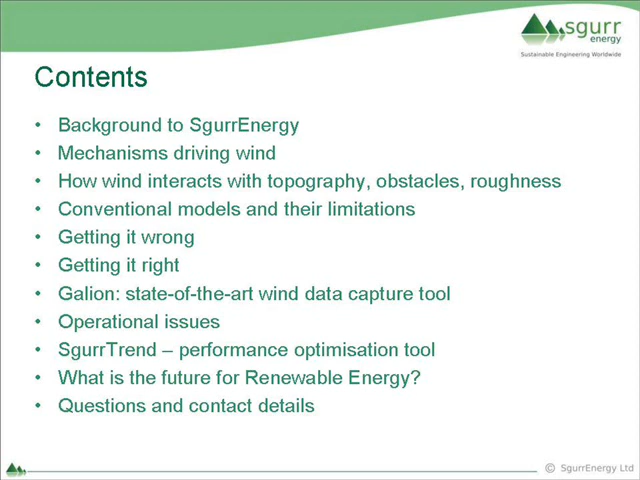 sgurr
energy
Sustainable Engineering Worldwide
Contents
• Background to SgurrEnergy
• Mechanisms driving wind
• How wind interacts with topography, obstacles, roughness
• Conventional models and their limitations
• Getting it wrong
• Getting it right
• Galion: state-of-the-art wind data capture tool
• Operational issues
• SgurrTrend – performance optimisation tool
• What is the future for Renewable Energy?
• Questions and contact details
© SgurrEnergy Ltd